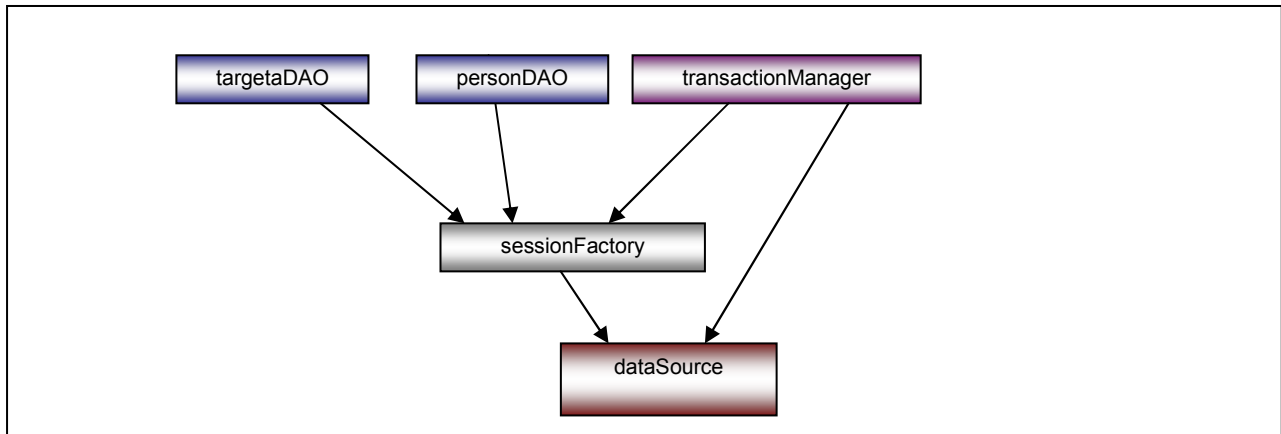 targetaDAO
personDAO
transactionManager
sessionFactory
dataSource